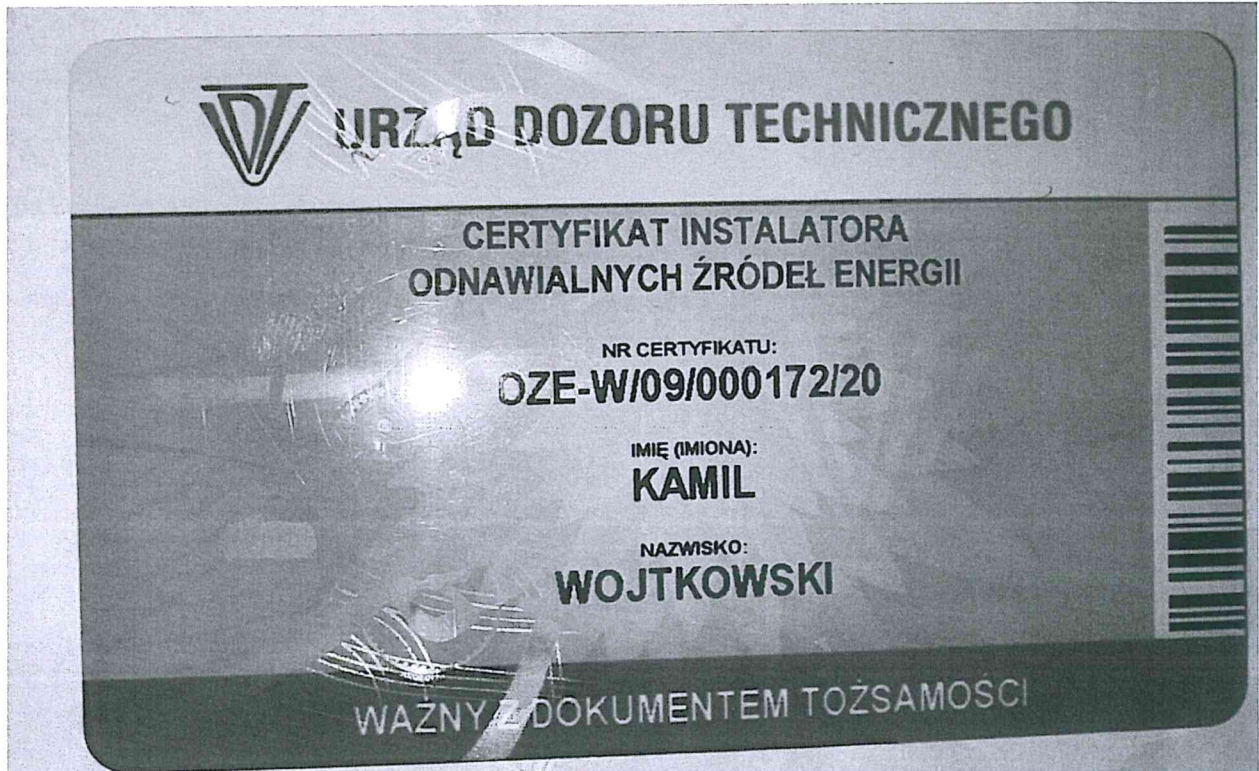 UDT URZĄD DOZORU TECHNICZNEGO
CERTYFIKAT INSTALATORA
ODNAWIALNYCH ŹRÓDEŁ ENERGII
NR CERTYFIKATU:
OZE-W/09/000172/20
IMIĘ (IMIONA):
KAMIL
NAZWISKO:
WOJTKOWSKI
WAŻNY Z DOKUMENTEM TOŻSAMOŚCI